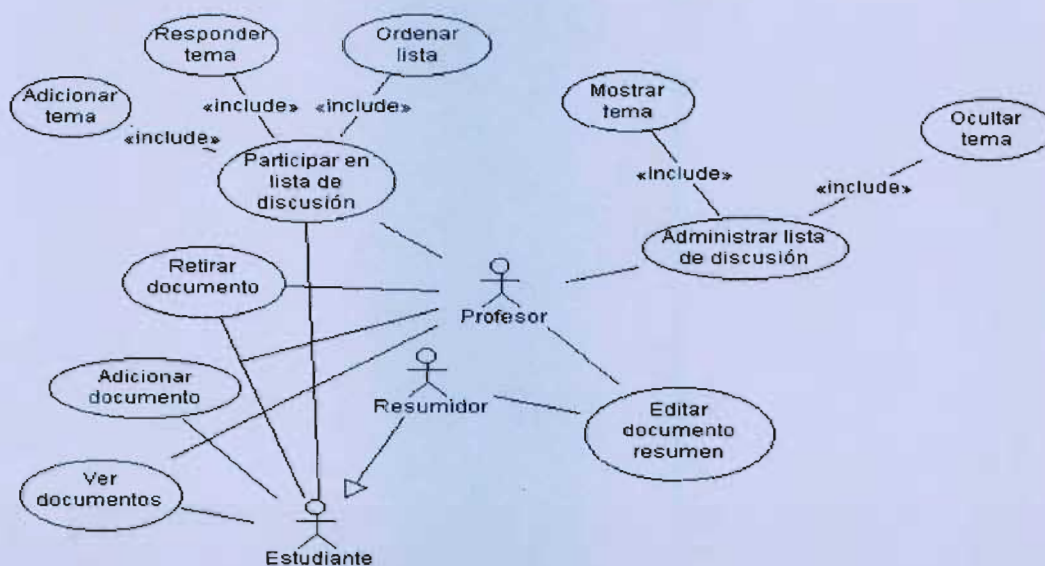 Responder
tema
Ordenar
lista
Adicionar
tema
«include»
«include»
«include»
Participar en
lista de
discusión
Mostrar
tema
Ocultar
tema
«include»
«include»
Administrar lista
de discusión
Retirar
documento
Profesor
Adicionar
documento
Resumidor
Editar
documento
resumen
Ver
documentos
Estudiante